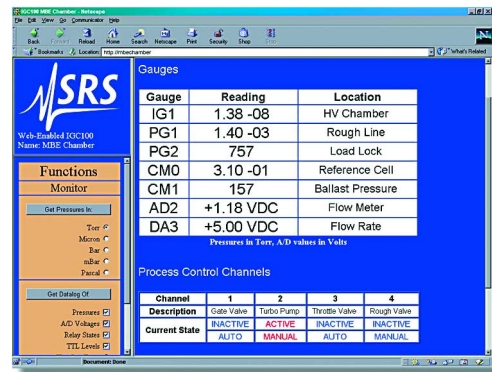 IGC100 MBE Chamber - Netscape
File Edit View Go Communicator Help
Back Forward Reload Home Search Netscape Print Security Shop Stop
Bookmarks Location: http://mbechamber What's Related
N
SRS
Web-Enabled IGC100
Name: MBE Chamber
Functions
Monitor
Get Pressures In:
Torr
Micron
Bar
mBar
Pascal
Get Datalog Of:
Pressures
A/D Voltages
Relay States
TTL Levels
Gauges
Gauge Reading Location
IG1 1.38 -08 HV Chamber
PG1 1.40 -03 Rough Line
PG2 757 Load Lock
CM0 3.10 -01 Reference Cell
CM1 157 Ballast Pressure
AD2 +1.18 VDC Flow Meter
DA3 +5.00 VDC Flow Rate
Pressures in Torr, A/D values in Volts
Process Control Channels
Channel 1 2 3 4
Description Gate Valve Turbo Pump Throttle Valve Rough Valve
Current State INACTIVE ACTIVE INACTIVE INACTIVE
AUTO MANUAL AUTO MANUAL
Document: Done